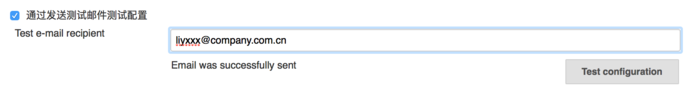 通过发送测试邮件测试配置
Test e-mail recipient
liyxxx@company.com.cn
Email was successfully sent
Test configuration